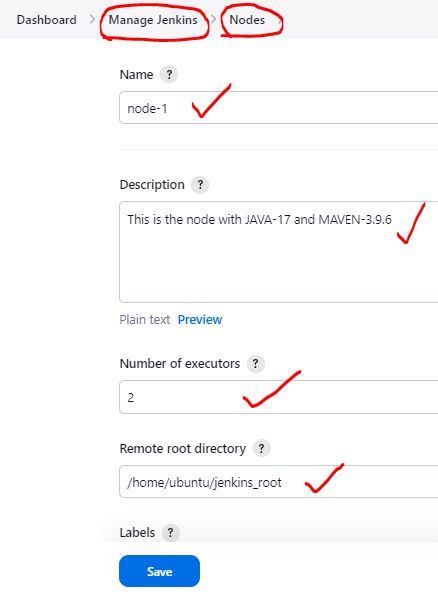 Dashboard > Manage Jenkins > Nodes >
Name ?
node-1
Description ?
This is the node with JAVA-17 and MAVEN-3.9.6
Plain text Preview
Number of executors ?
2
Remote root directory ?
/home/ubuntu/jenkins_root
Labels ?
Save